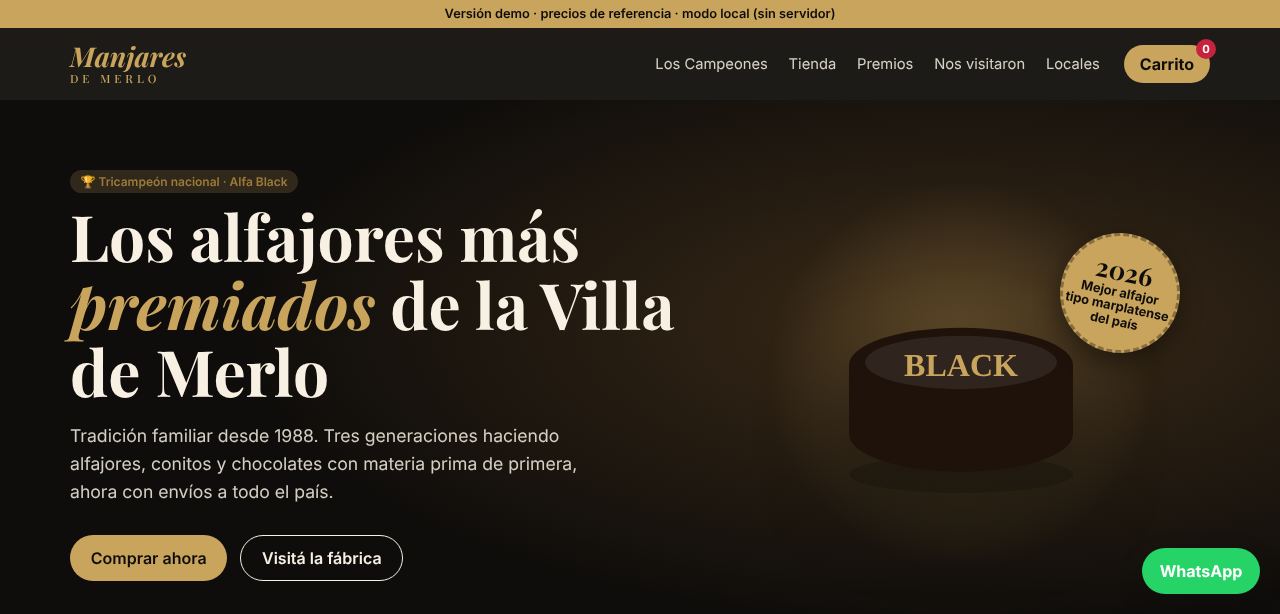 Versión demo · precios de referencia · modo local (sin servidor)
Manjares
DE MERLO
Los Campeones
Tienda
Premios
Nos visitaron
Locales
Carrito
0
🏆 Tricampeón nacional · Alfa Black
Los alfajores más
premiados de la Villa
de Merlo
Tradición familiar desde 1988. Tres generaciones haciendo
alfajores, conitos y chocolates con materia prima de primera,
ahora con envíos a todo el país.
Comprar ahora
Visitá la fábrica
BLACK
2026
Mejor alfajor
tipo marplatense
del país
WhatsApp